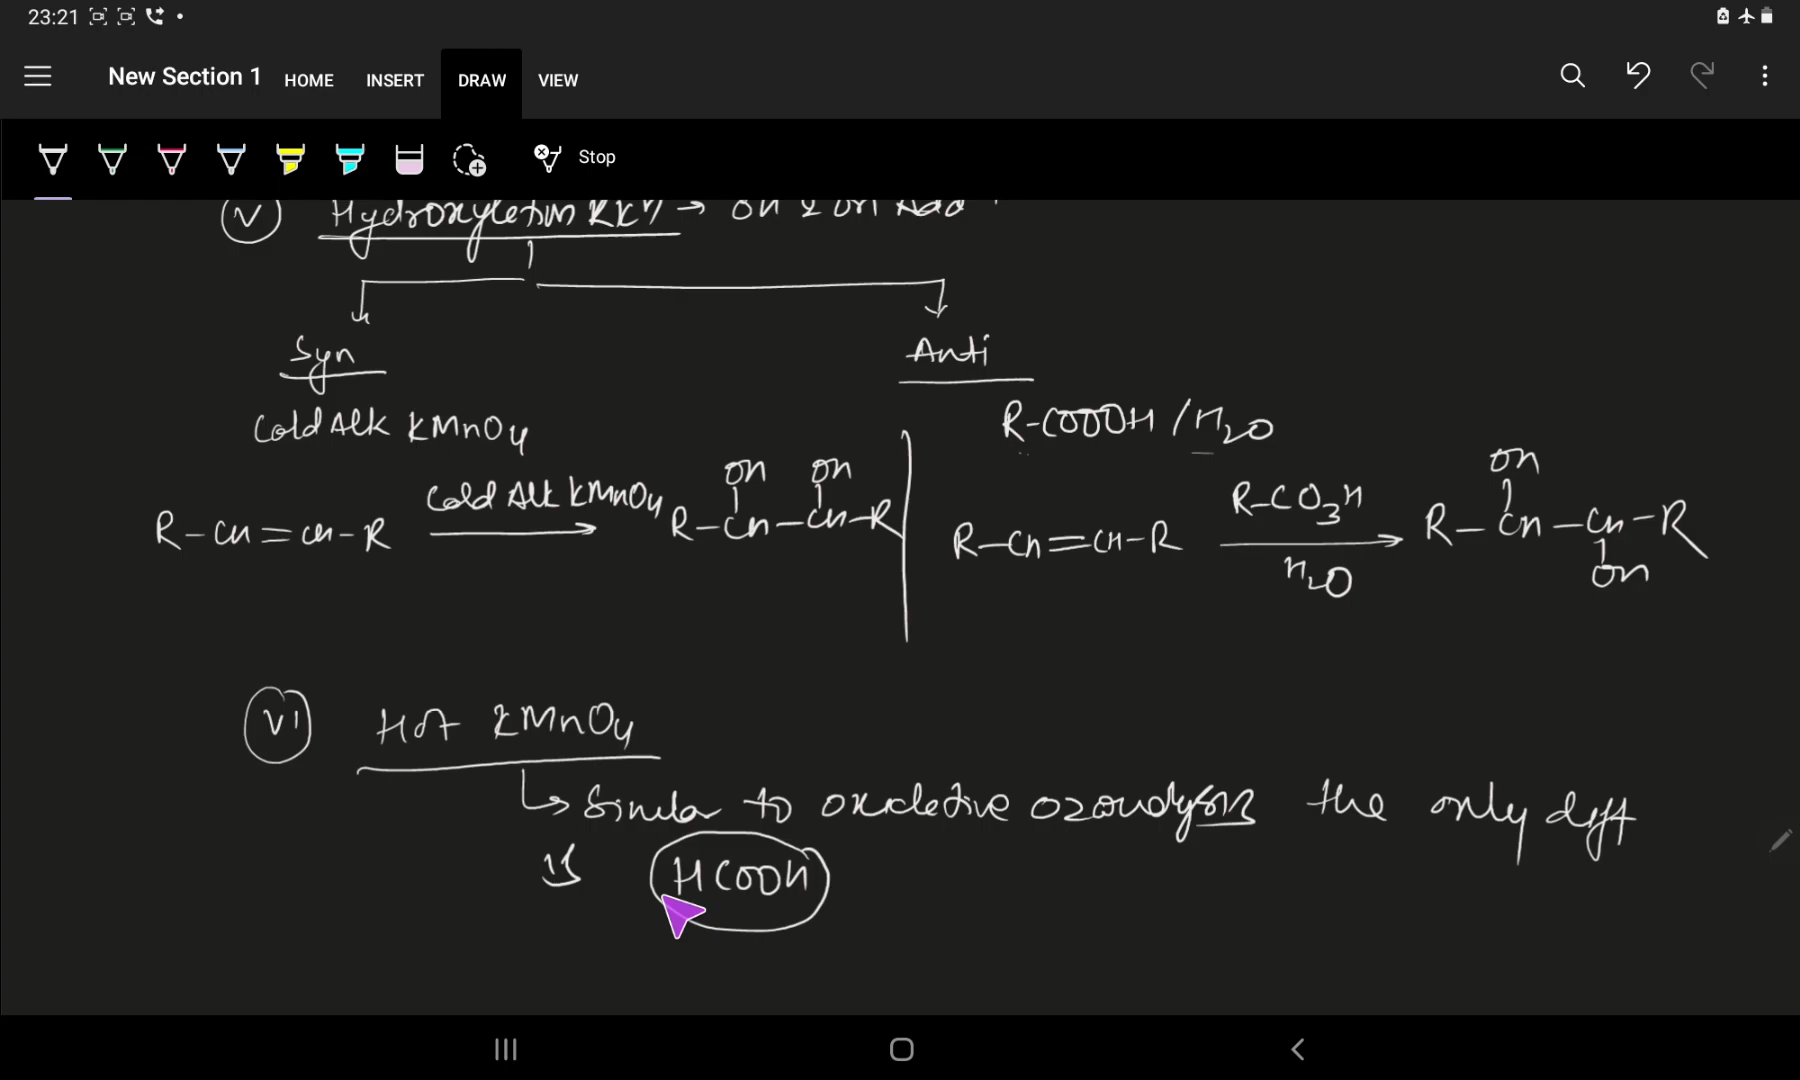 23:21
New Section 1 HOME INSERT DRAW VIEW
Stop
V Hydroxylation Rxn → OH & OH Add
Syn
Anti
Cold Alk KMnO4
R-COOOH / H2O
R-CH=CH-R Cold Alk KMnO4 → R-CH-CH-R OH OH
R-CH=CH-R R-CO3H H2O → R-CH-CH-R OH OH
VI Hot KMnO4
↳ Similar to oxidative ozonolysis the only diff
is HCOOH